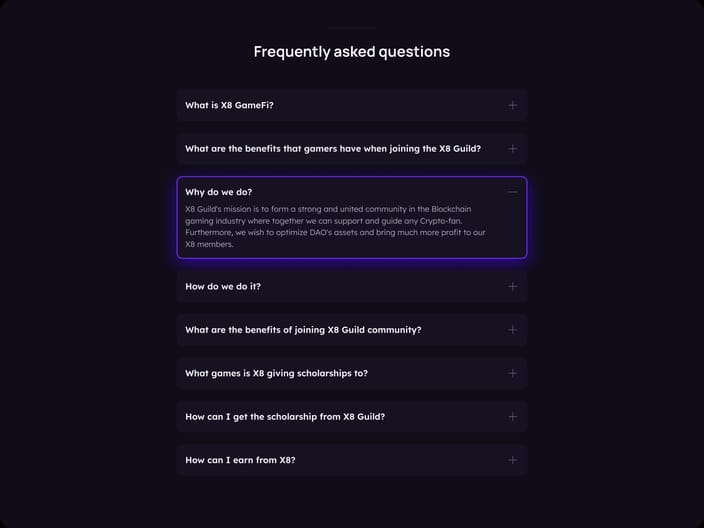 Frequently asked questions
What is X8 GameFi?
What are the benefits that gamers have when joining the X8 Guild?
Why do we do?
X8 Guild's mission is to form a strong and united community in the Blockchain
gaming industry where together we can support and guide any Crypto-fan.
Furthermore, we wish to optimize DAO's assets and bring much more profit to our
X8 members.
How do we do it?
What are the benefits of joining X8 Guild community?
What games is X8 giving scholarships to?
How can I get the scholarship from X8 Guild?
How can I earn from X8?